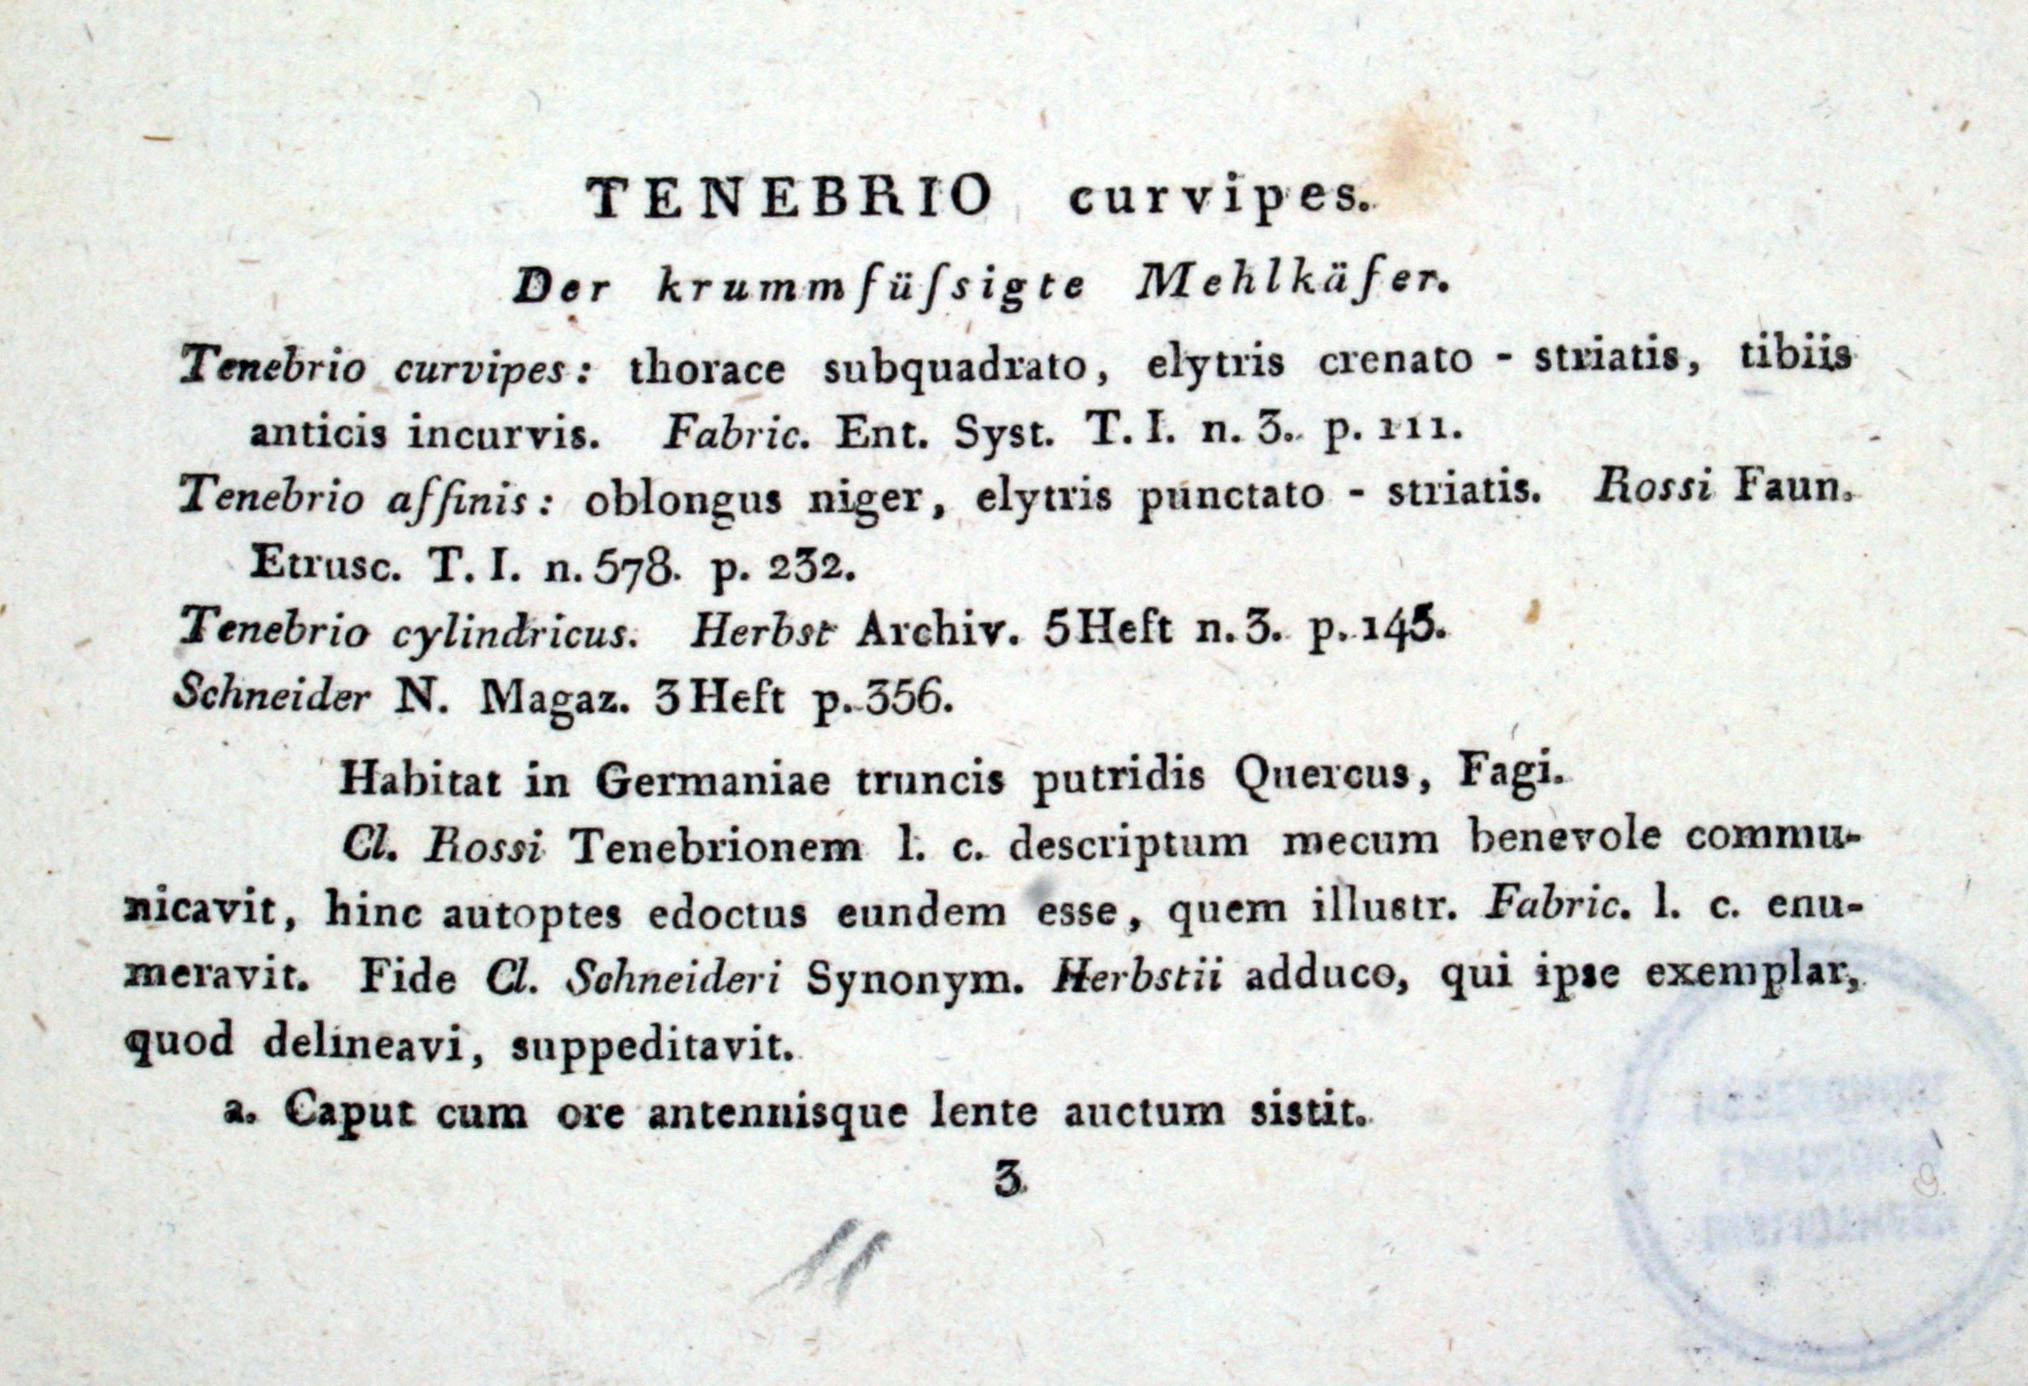 TENEBRIO curvipes.
Der krummfüſsigte Mehlkäfer.
Tenebrio curvipes: thorace subquadrato, elytris crenato - striatis, tibiis
anticis incurvis. Fabric. Ent. Syst. T. I. n. 3. p. 111.
Tenebrio affinis: oblongus niger, elytris punctato - striatis. Rossi Faun.
Etrusc. T. I. n. 578. p. 232.
Tenebrio cylindricus. Herbst Archiv. 5 Heft n. 3. p. 145.
Schneider N. Magaz. 3 Heft p. 356.
Habitat in Germaniae truncis putridis Quercus, Fagi.
Cl. Rossi Tenebrionem l. c. descriptum mecum benevole commu-
nicavit, hinc autoptes edoctus eundem esse, quem illustr. Fabric. l. c. enu-
meravit. Fide Cl. Schneideri Synonym. Herbstii adduco, qui ipse exemplar,
quod delineavi, suppeditavit.
a. Caput cum ore antennisque lente auctum sistit.
3